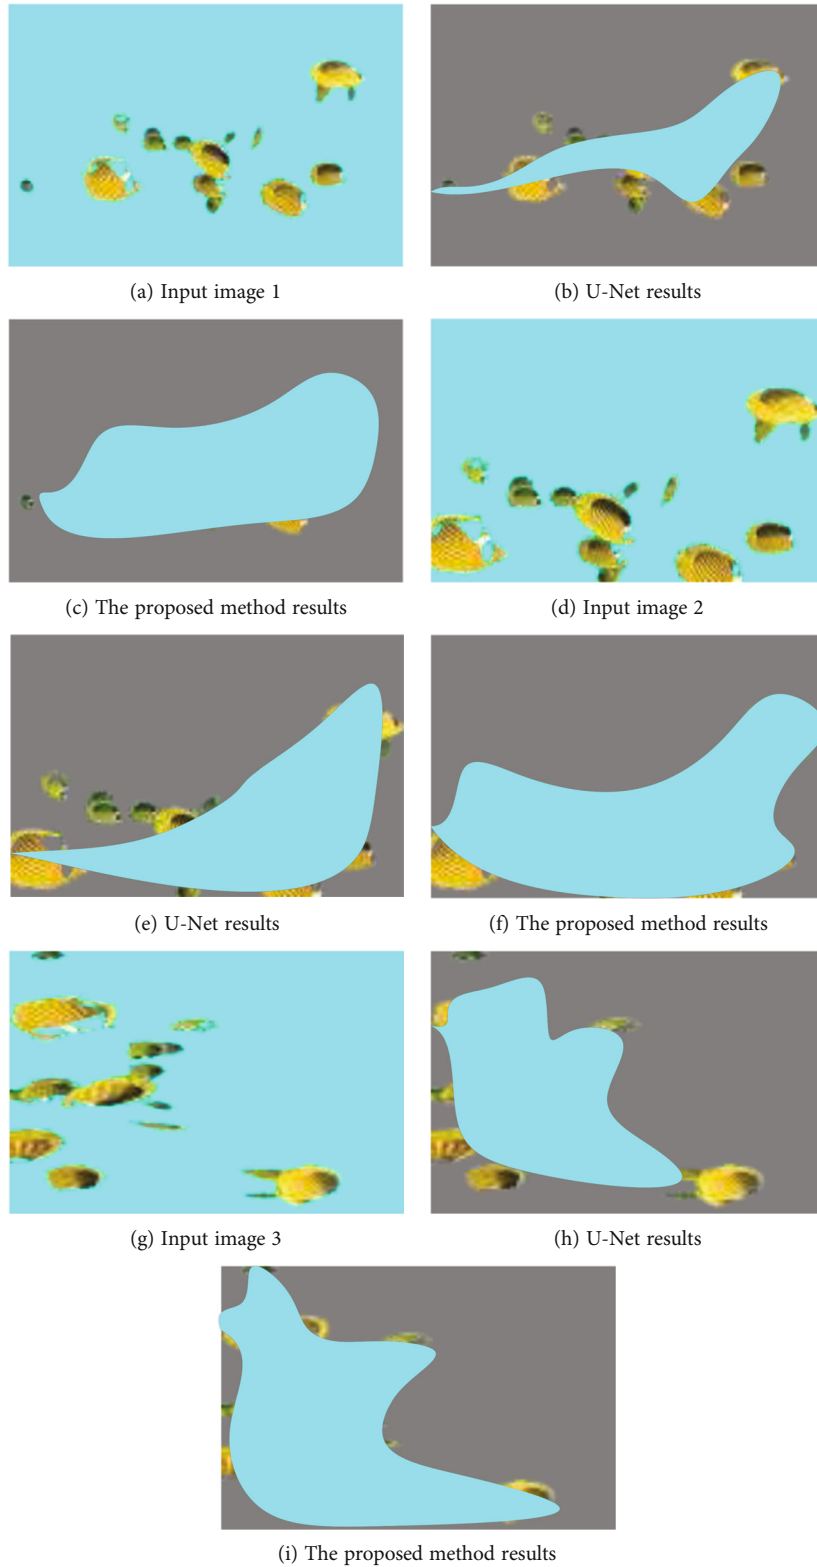 (a) Input image 1
(b) U-Net results
(c) The proposed method results
(d) Input image 2
(e) U-Net results
(f) The proposed method results
(g) Input image 3
(h) U-Net results
(i) The proposed method results